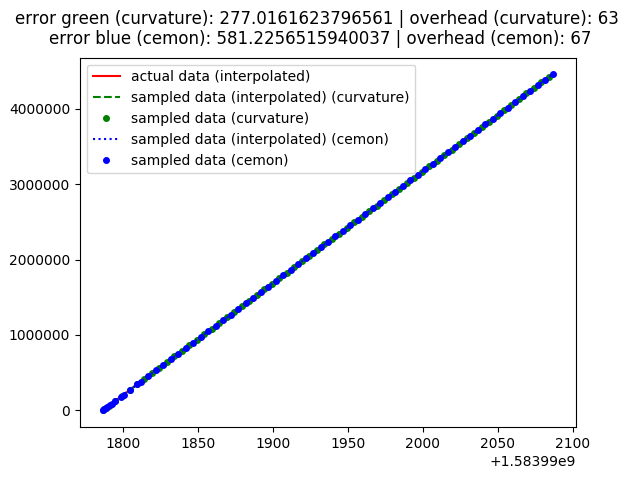 error green (curvature): 277.0161623796561 | overhead (curvature): 63
error blue (cemon): 581.2256515940037 | overhead (cemon): 67
actual data (interpolated)
sampled data (interpolated) (curvature)
sampled data (curvature)
sampled data (interpolated) (cemon)
sampled data (cemon)
4000000
3000000
2000000
1000000
0
1800 1850 1900 1950 2000 2050 2100
+1.58399e9